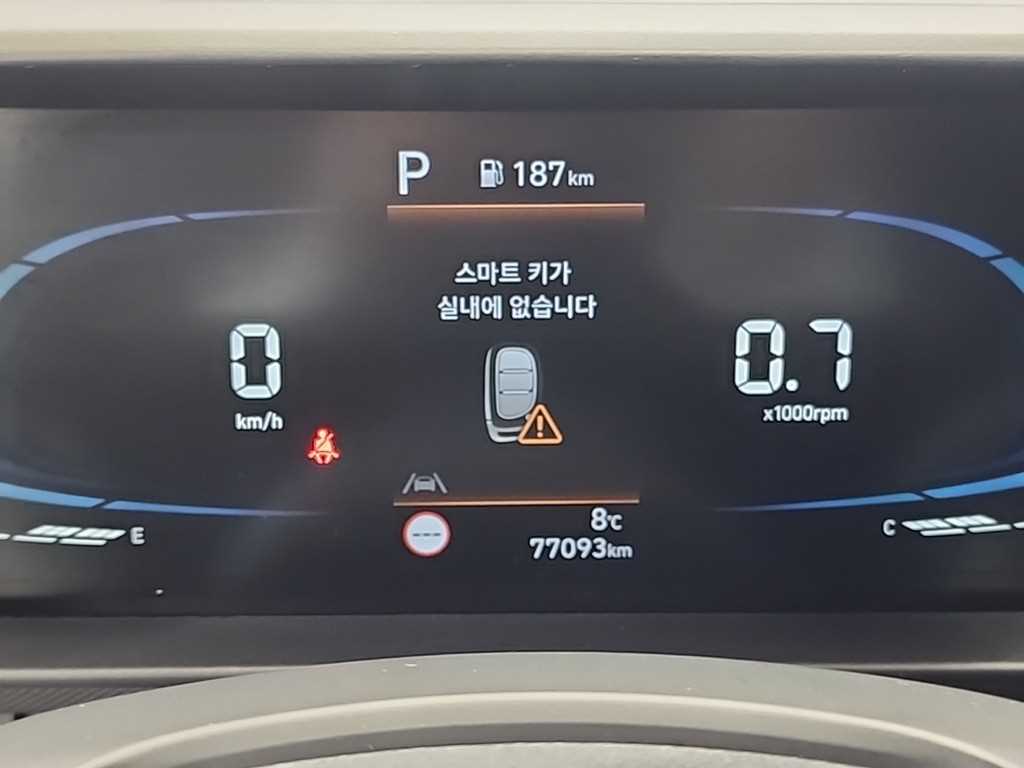 P 187km
스마트 키가
실내에 없습니다
0
km/h
0.7
x1000rpm
E
C
8℃
77093km